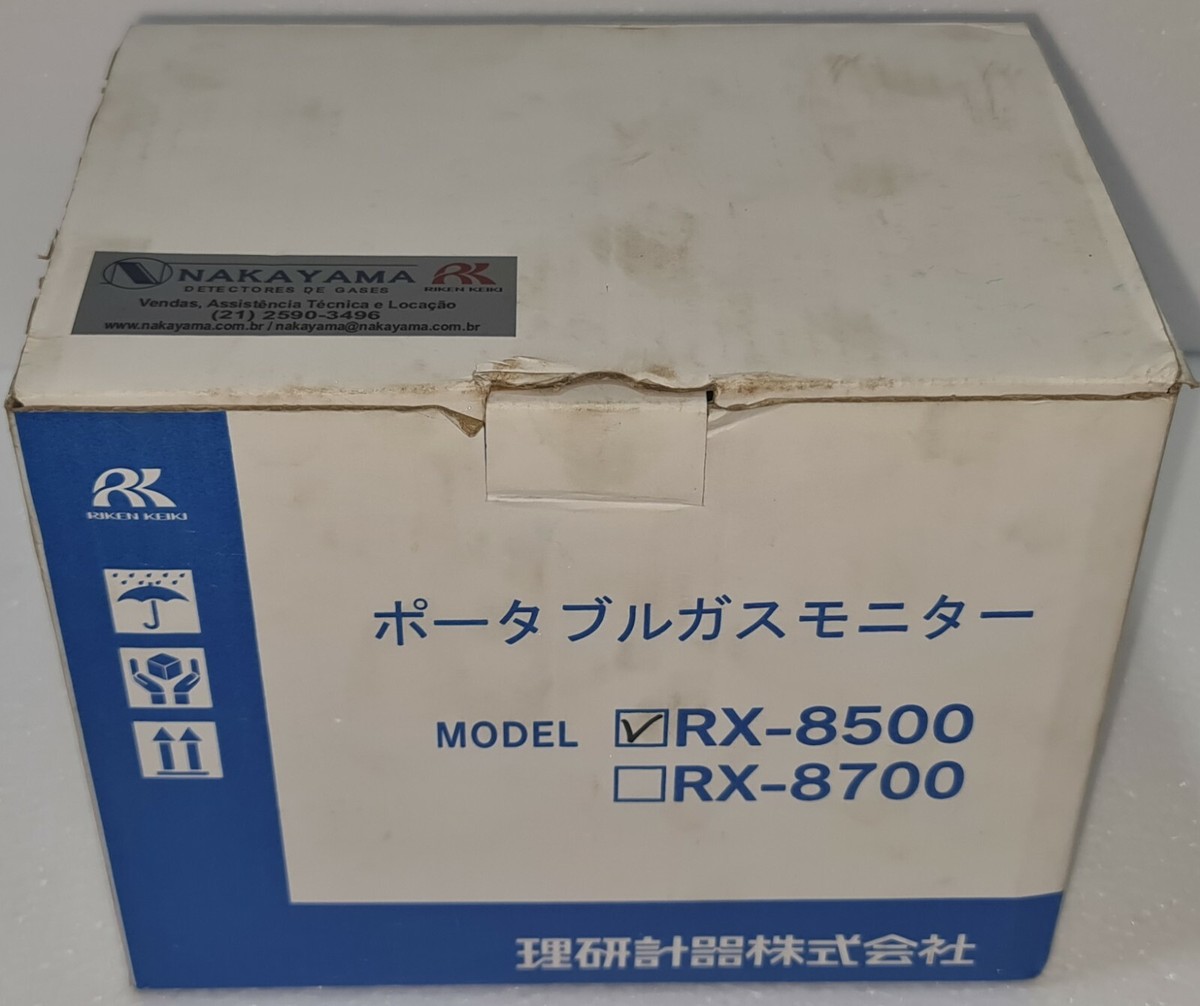 NAKAYAMA
DETECTORES DE GASES
RIKEN KEIKI
Vendas, Assistência Técnica e Locação
(21) 2590-3496
www.nakayama.com.br / nakayama@nakayama.com.br
RIKEN KEIKI
ポータブルガスモニター
MODEL ☑RX-8500
☐RX-8700
理研計器株式会社